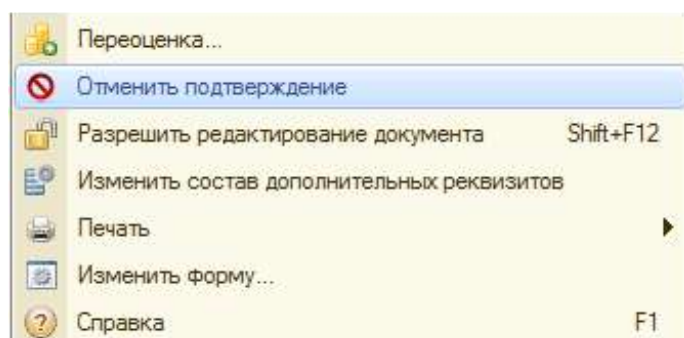 Переоценка...
Отменить подтверждение
Разрешить редактирование документа Shift+F12
Изменить состав дополнительных реквизитов
Печать
Изменить форму...
Справка F1